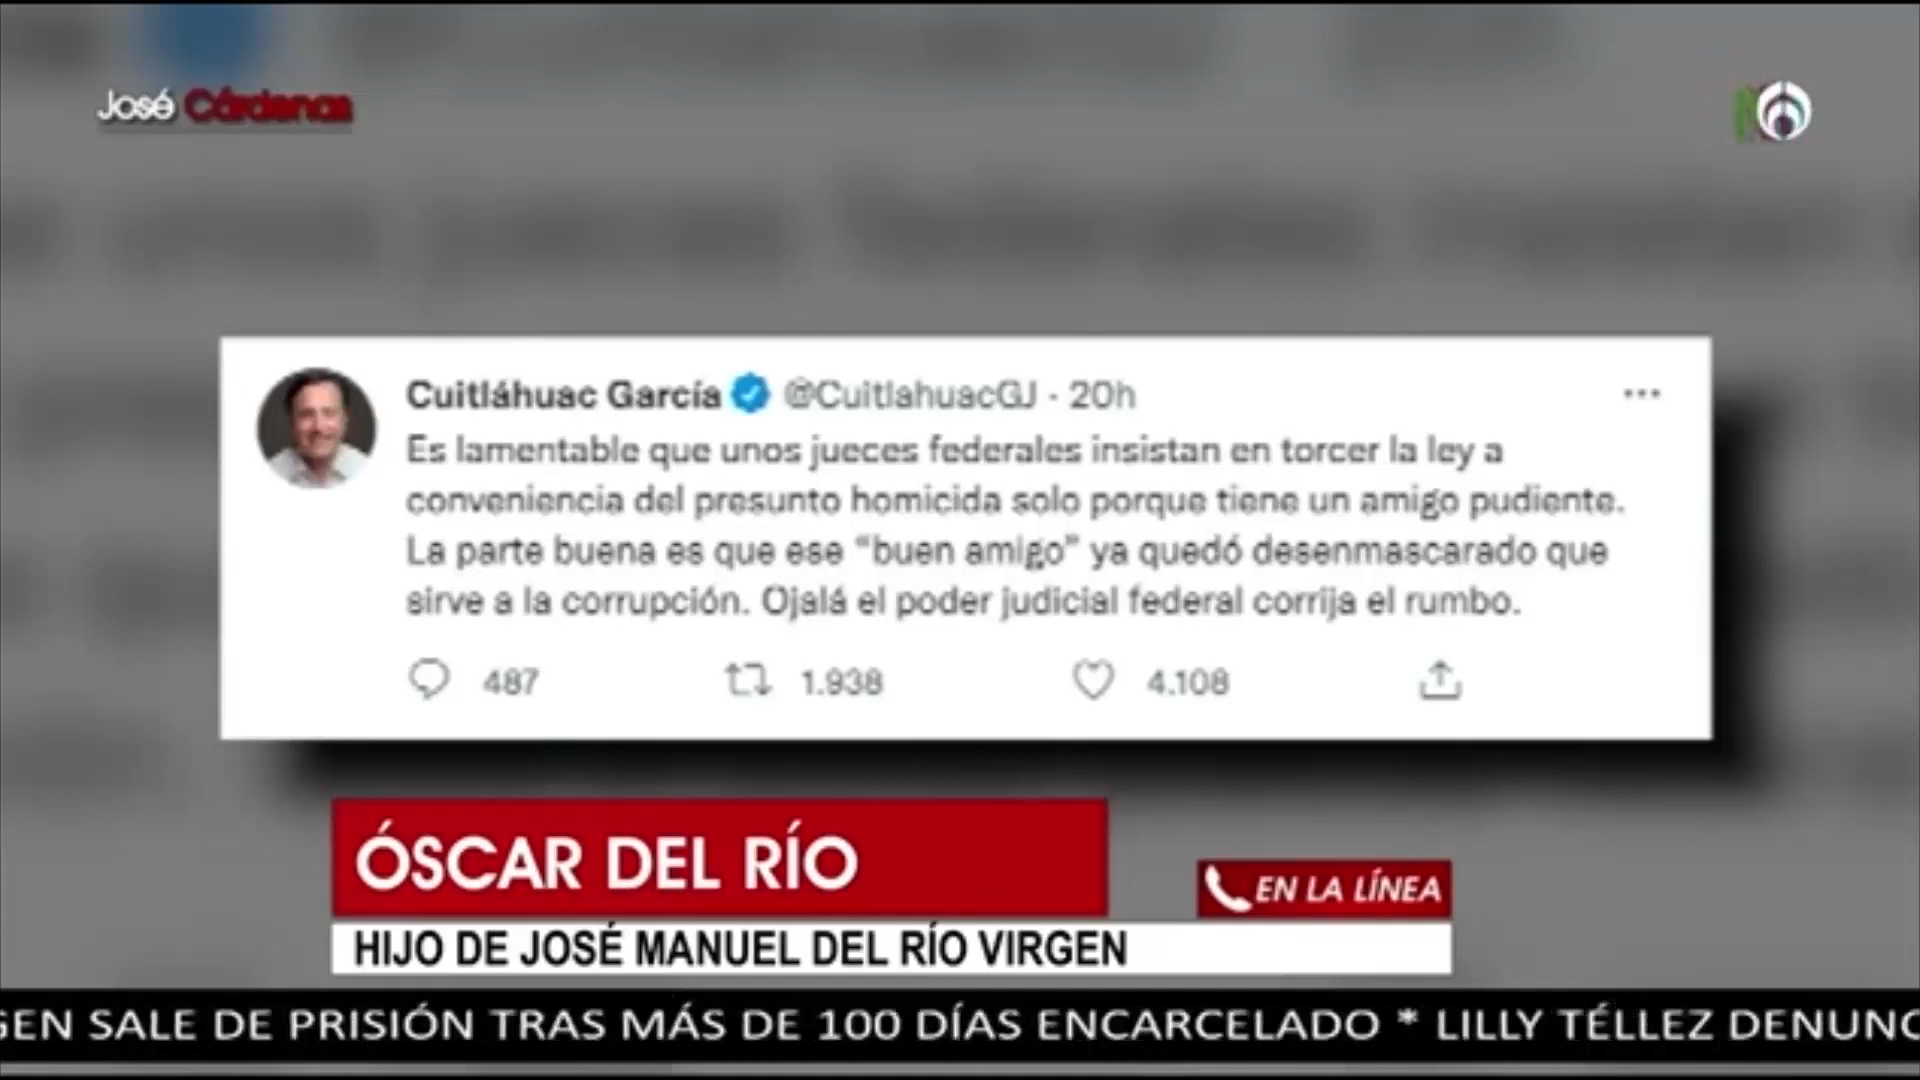 José Cárdenas
Cuitláhuac García @CuitlahuacGJ · 20h
Es lamentable que unos jueces federales insistan en torcer la ley a
conveniencia del presunto homicida solo porque tiene un amigo pudiente.
La parte buena es que ese “buen amigo” ya quedó desenmascarado que
sirve a la corrupción. Ojalá el poder judicial federal corrija el rumbo.
487 1.938 4.108
ÓSCAR DEL RÍO
EN LA LÍNEA
HIJO DE JOSÉ MANUEL DEL RÍO VIRGEN
GEN SALE DE PRISIÓN TRAS MÁS DE 100 DÍAS ENCARCELADO * LILLY TÉLLEZ DENUNC